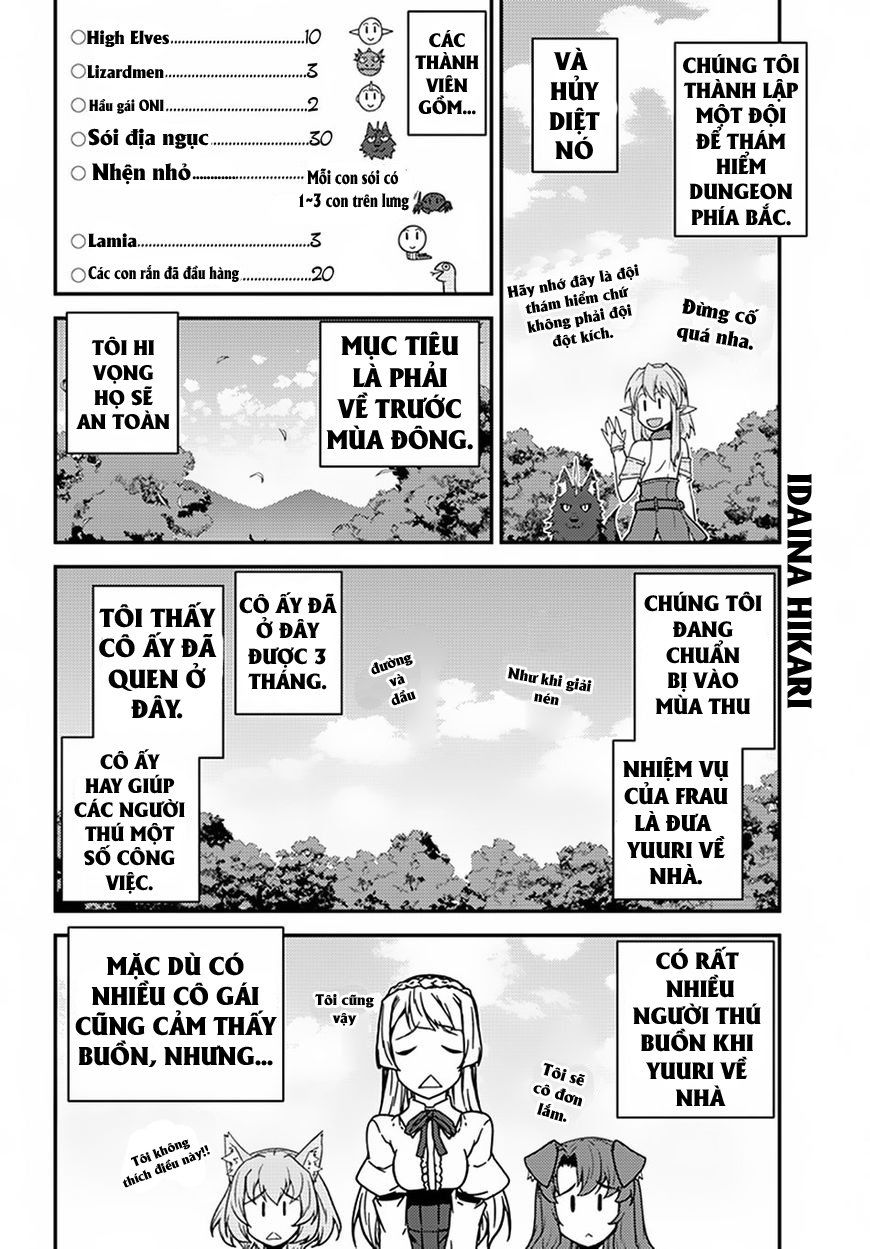 CHÚNG TÔI
THÀNH LẬP
MỘT ĐỘI
ĐỂ THÁM
HIỂM
DUNGEON
PHÍA BẮC.
VÀ
HỦY
DIỆT
NÓ
Hãy nhớ đây là đội
thám hiểm chứ
không phải đội
đột kích.
Đừng cố
quá nha.
CÁC
THÀNH
VIÊN
GỒM...
High Elves..............................10
Lizardmen...............................3
Hầu gái ONI............................2
Sói địa ngục.....................30
Nhện nhỏ........................... Mỗi con sói có
1~3 con trên lưng
Lamia.....................................3
Các con rắn đã đầu hàng ................20
MỤC TIÊU
LÀ PHẢI
VỀ TRƯỚC
MÙA ĐÔNG.
TÔI HI
VỌNG
HỌ SẼ
AN TOÀN
IDAINA HIKARI
CHÚNG TÔI
ĐANG
CHUẨN
BỊ VÀO
MÙA THU
NHIỆM VỤ
CỦA FRAU
LÀ ĐƯA
YUURI VỀ
NHÀ.
Như khi giải
nén
đường
và
dầu
CÔ ẤY ĐÃ
Ở ĐÂY
ĐƯỢC 3
THÁNG.
TÔI THẤY
CÔ ẤY ĐÃ
QUEN Ở
ĐÂY.
CÔ ẤY
HAY GIÚP
CÁC NGƯỜI
THÚ MỘT
SỐ CÔNG
VIỆC.
CÓ RẤT
NHIỀU
NGƯỜI THÚ
BUỒN KHI
YUURI VỀ
NHÀ
Tôi sẽ
cô đơn
lắm.
Tôi cũng
vậy
MẶC DÙ CÓ
NHIỀU CÔ GÁI
CŨNG CẢM THẤY
BUỒN, NHƯNG...
Tôi không
thích điều này!!